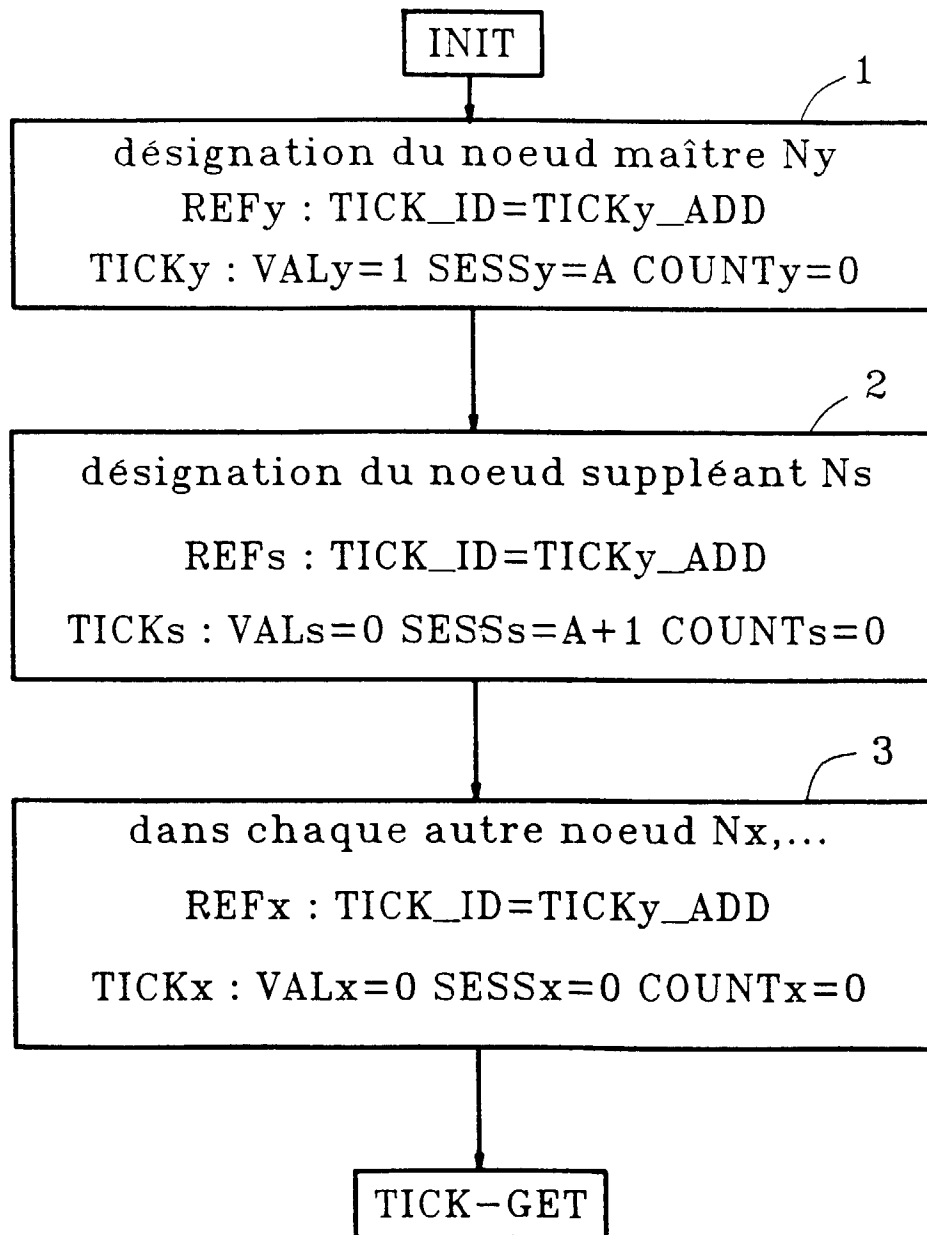 INIT
1
désignation du noeud maître Ny
REFy : TICK_ID=TICKy_ADD
TICKy : VALy=1 SESSy=A COUNTy=0
2
désignation du noeud suppléant Ns
REFs : TICK_ID=TICKy_ADD
TICKs : VALs=0 SESSs=A+1 COUNTs=0
3
dans chaque autre noeud Nx,...
REFx : TICK_ID=TICKy_ADD
TICKx : VALx=0 SESSx=0 COUNTx=0
TICK-GET